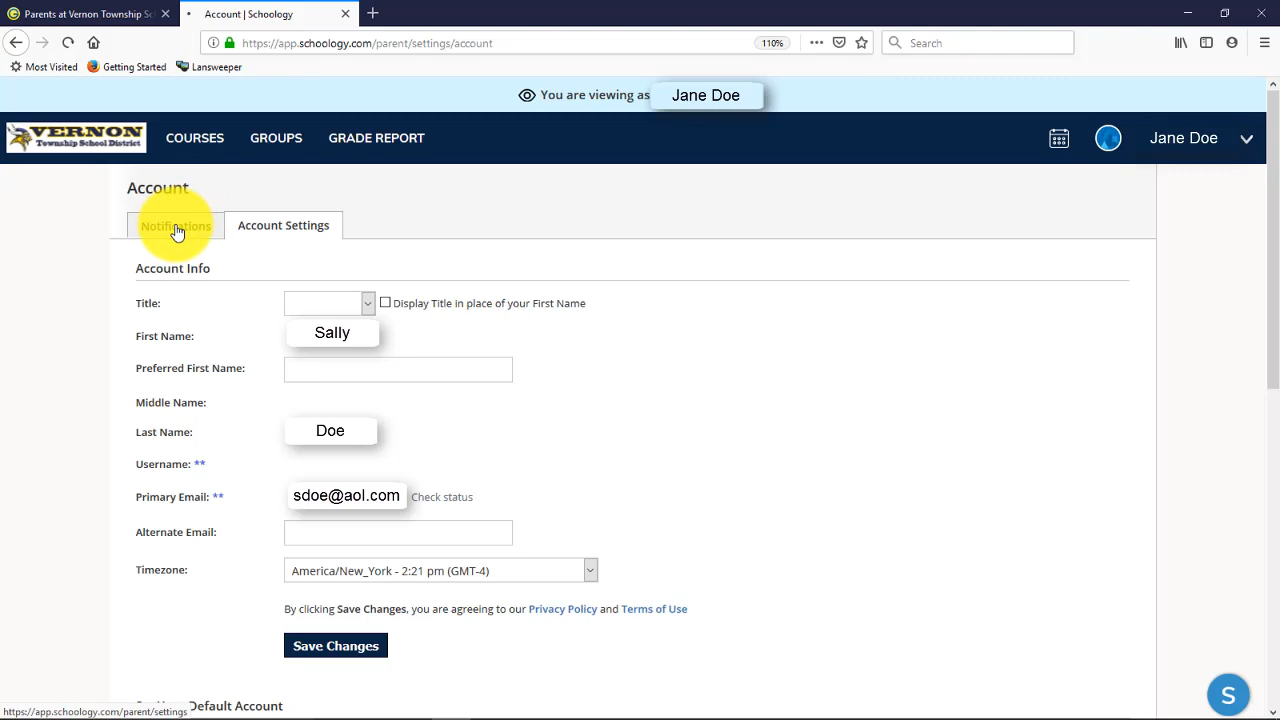 Parents at Vernon Township Sc
Account | Schoology
https://app.schoology.com/parent/settings/account
110%
Search
Most Visited
Getting Started
Lansweeper
You are viewing as Jane Doe
VERNON
Township School District
COURSES
GROUPS
GRADE REPORT
Jane Doe
Account
Notifications
Account Settings
Account Info
Title:
Display Title in place of your First Name
First Name: Sally
Preferred First Name:
Middle Name:
Last Name: Doe
Username: **
Primary Email: ** sdoe@aol.com Check status
Alternate Email:
Timezone: America/New_York - 2:21 pm (GMT-4)
By clicking Save Changes, you are agreeing to our Privacy Policy and Terms of Use
Save Changes
Default Account
https://app.schoology.com/parent/settings
S